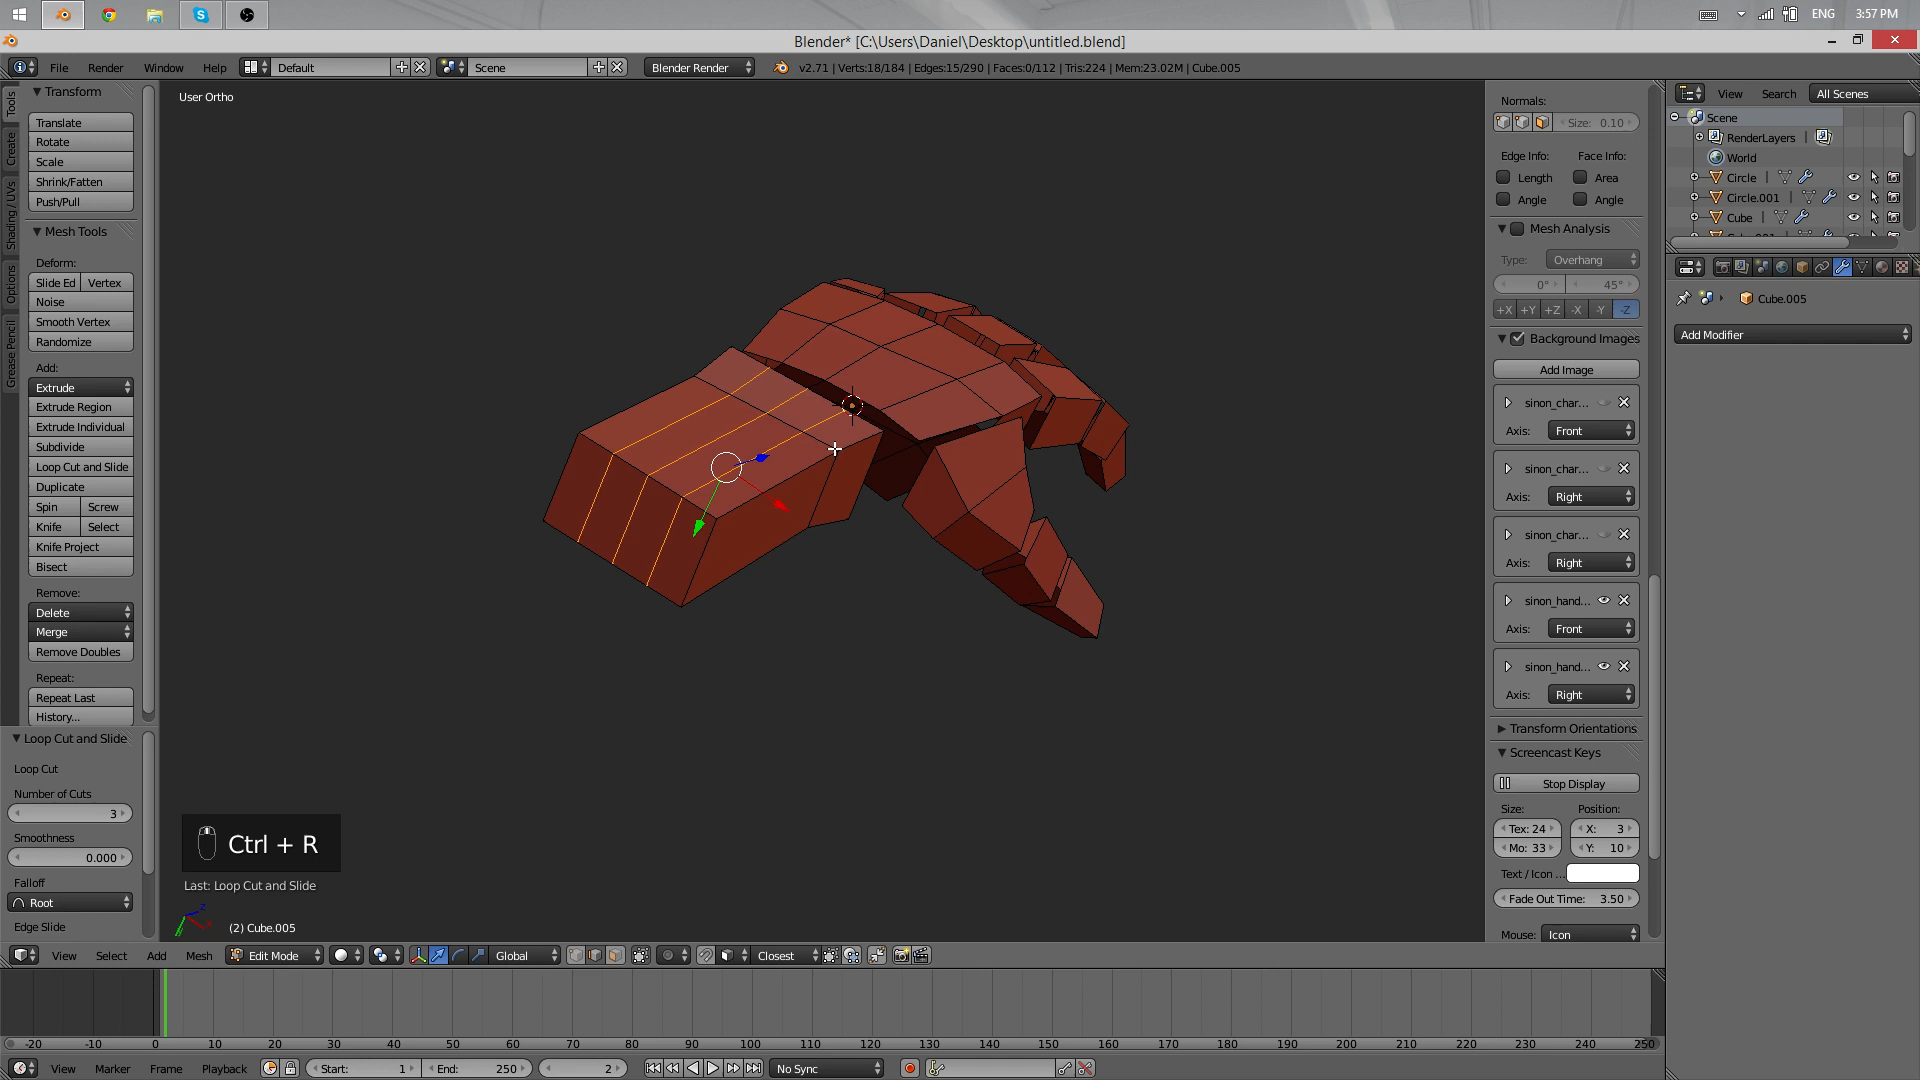 ENG 3:57 PM
Blender* [C:\Users\Daniel\Desktop\untitled.blend]
File Render Window Help Default Scene Blender Render v2.71 | Verts:18/184 | Edges:15/290 | Faces:0/112 | Tris:224 | Mem:23.02M | Cube.005
Tools
Create
Shading / UVs
Options
Grease Pencil
Transform
Translate
Rotate
Scale
Shrink/Fatten
Push/Pull
Mesh Tools
Deform:
Slide Ed Vertex
Noise
Smooth Vertex
Randomize
Add:
Extrude
Extrude Region
Extrude Individual
Subdivide
Loop Cut and Slide
Duplicate
Spin Screw
Knife Select
Knife Project
Bisect
Remove:
Delete
Merge
Remove Doubles
Repeat:
Repeat Last
History...
Loop Cut and Slide
Loop Cut
Number of Cuts
3
Smoothness
0.000
Falloff
Root
Edge Slide
User Ortho
Ctrl + R
Last: Loop Cut and Slide
(2) Cube.005
Normals:
Size: 0.10
Edge Info: Face Info:
Length Area
Angle Angle
Mesh Analysis
Type: Overhang
0° 45°
+X +Y +Z -X -Y -Z
Background Images
Add Image
sinon_char...
Axis: Front
sinon_char...
Axis: Right
sinon_char...
Axis: Right
sinon_hand...
Axis: Front
sinon_hand...
Axis: Right
Transform Orientations
Screencast Keys
Stop Display
Size: Position:
Tex: 24 X: 3
Mo: 33 Y: 10
Text / Icon ...
Fade Out Time: 3.50
Mouse: Icon
View Search All Scenes
Scene
RenderLayers
World
Circle
Circle.001
Cube
Cube.005
Add Modifier
View Select Add Mesh Edit Mode Global Closest
-20 -10 0 10 20 30 40 50 60 70 80 90 100 110 120 130 140 150 160 170 180 190 200 210 220 230 240 250
View Marker Frame Playback Start: 1 End: 250 2 No Sync